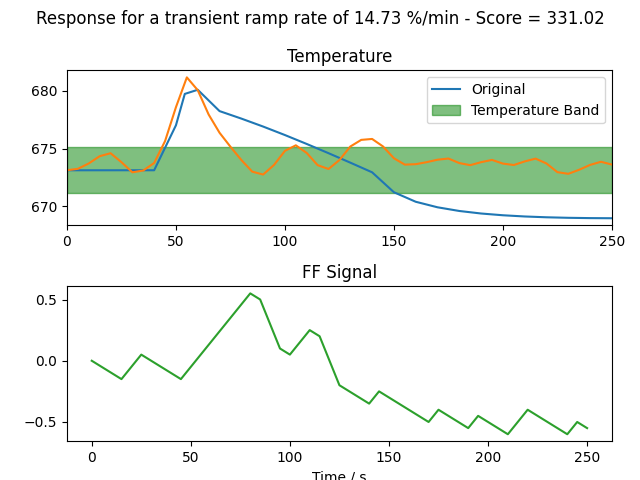 Response for a transient ramp rate of 14.73 %/min - Score = 331.02
Temperature
680
675
670
Original
Temperature Band
0 50 100 150 200 250
FF Signal
0.5
0.0
−0.5
0 50 100 150 200 250
Time / s